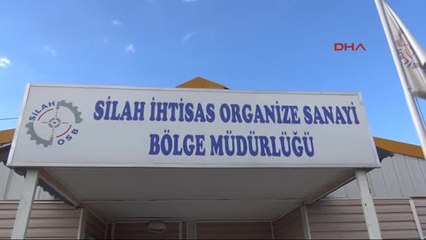 DHA
SİLAH İHTİSAS ORGANİZE SANAYİ
BÖLGE MÜDÜRLÜĞÜ
SİLAH
OSB